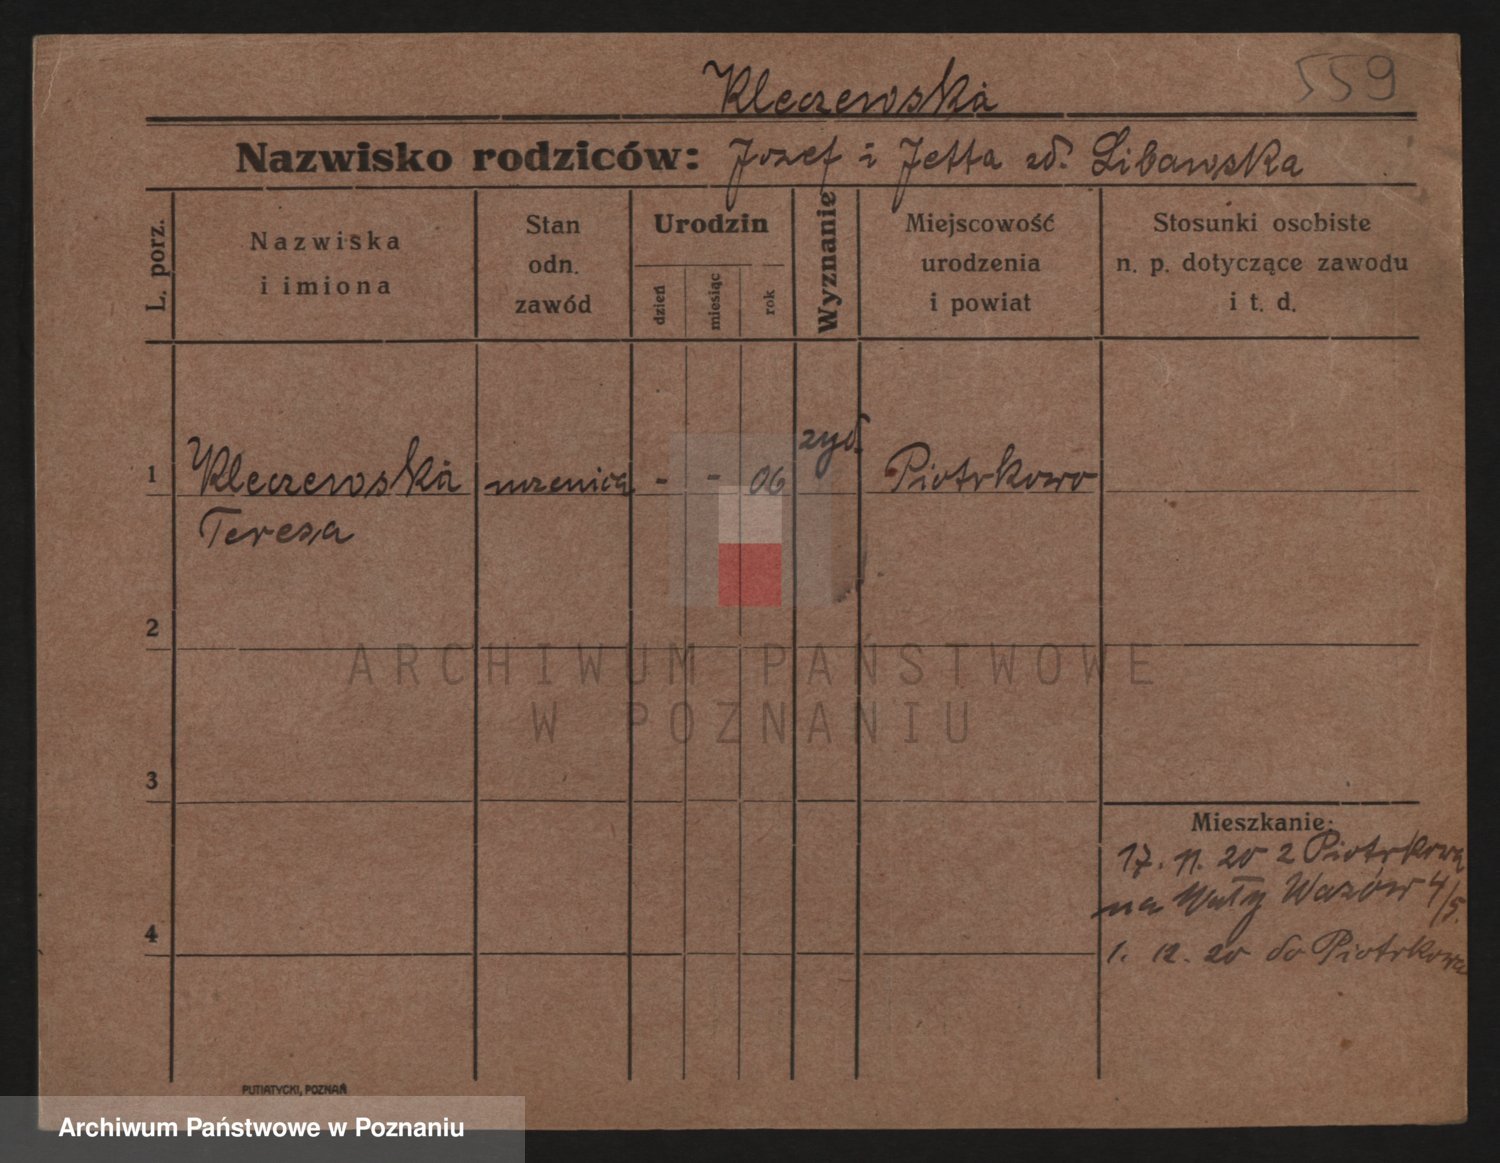 559
Kleczewska
Nazwisko rodziców: Jozef i Jetta zd. Libawska
L. porz.
Nazwiska
i imiona
Stan
odn.
zawód
Urodzin
dzień
miesiąc
rok
Wyznanie
Miejscowość
urodzenia
i powiat
Stosunki osobiste
n. p. dotyczące zawodu
i t. d.
1
Kleczewska
Teresa
uczenica
-
-
06
żyd.
Piotrkowo
2
3
4
Mieszkanie:
17. 11. 20 z Piotrkowa
na Wały Wazów 4/5.
1. 12. 20 do Piotrkowa
PUTIATYCKI, POZNAŃ
ARCHIWUM PAŃSTWOWE
W POZNANIU
Archiwum Państwowe w Poznaniu